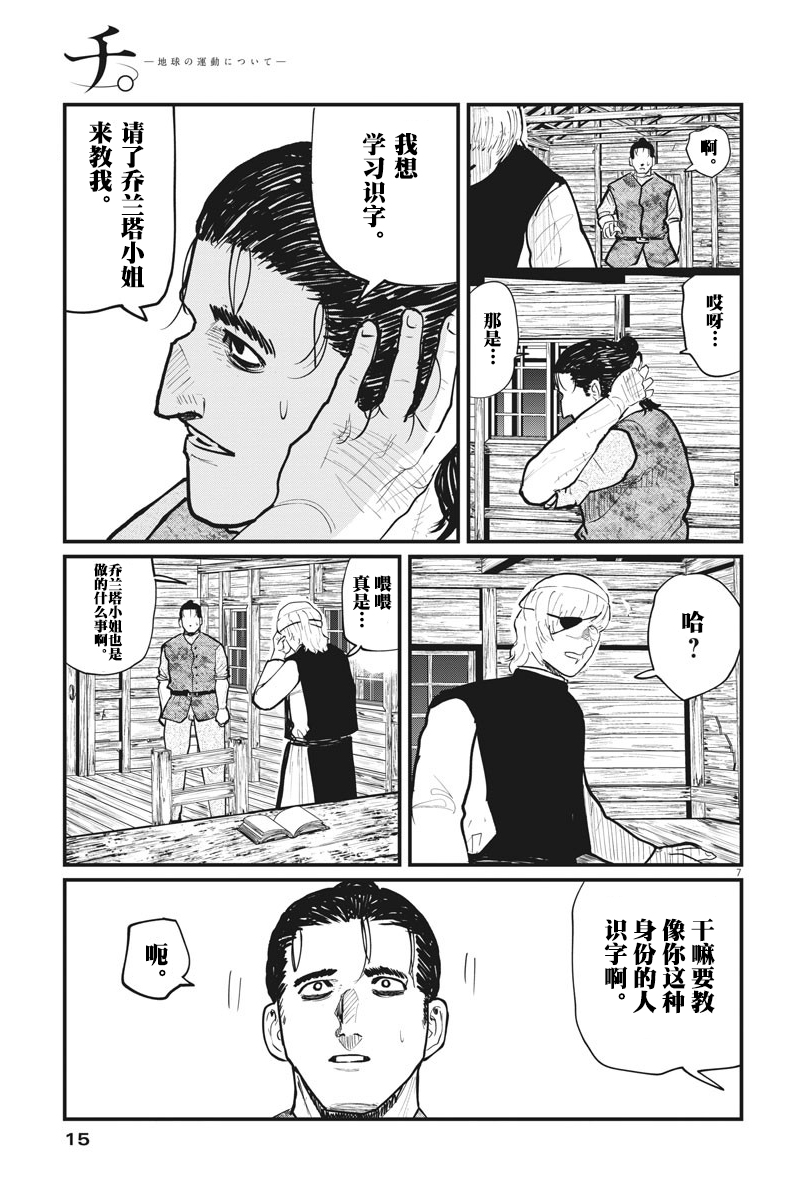 チ。
―地球の運動について―
啊。
哎呀…
那是…
我想
学习识字。
请了乔兰塔小姐
来教我。
哈？
喂喂
真是…
乔兰塔小姐也是
做的什么事啊。
7
干嘛要教
像你这种
身份的人
识字啊。
呃。
15